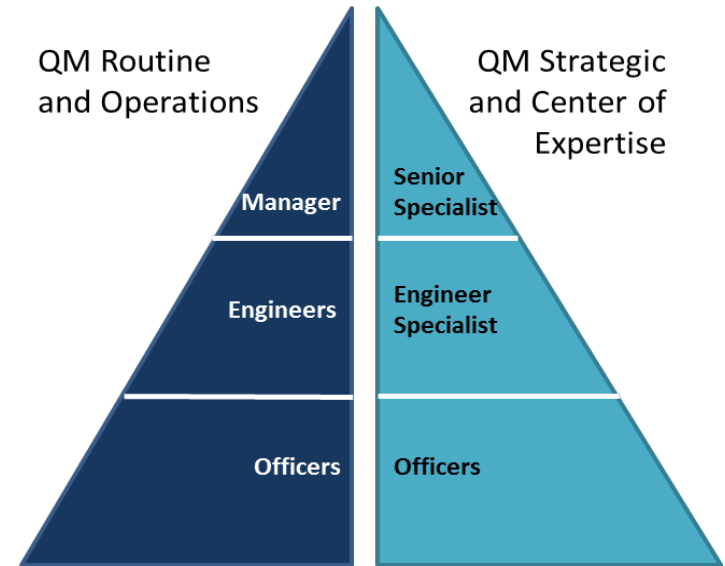 QM Routine
and Operations
Manager
Engineers
Officers
QM Strategic
and Center of
Expertise
Senior
Specialist
Engineer
Specialist
Officers